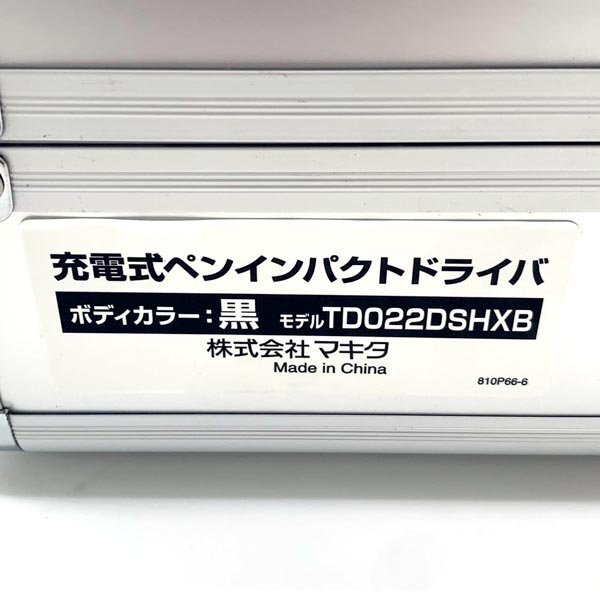 充電式ペンインパクトドライバ
ボディカラー：黒 モデルTD022DSHXB
株式会社マキタ
Made in China
810P66-6